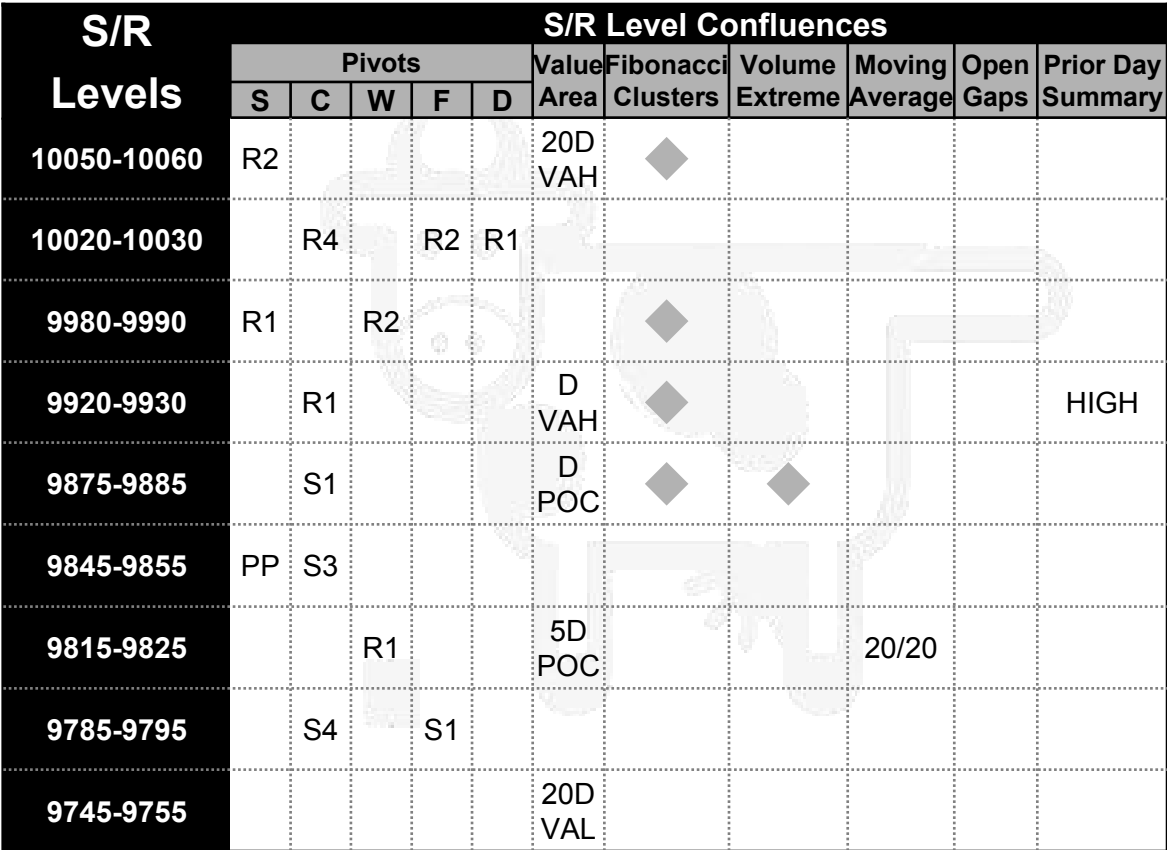 S/R Levels
S/R Level Confluences
Pivots
Value Area
Fibonacci Clusters
Volume Extreme
Moving Average
Open Gaps
Prior Day Summary
S C W F D
10050-10060 R2 20D VAH ◆
10020-10030 R4 R2 R1
9980-9990 R1 R2 ◆
9920-9930 R1 D VAH ◆ HIGH
9875-9885 S1 D POC ◆ ◆
9845-9855 PP S3
9815-9825 R1 5D POC 20/20
9785-9795 S4 S1
9745-9755 20D VAL